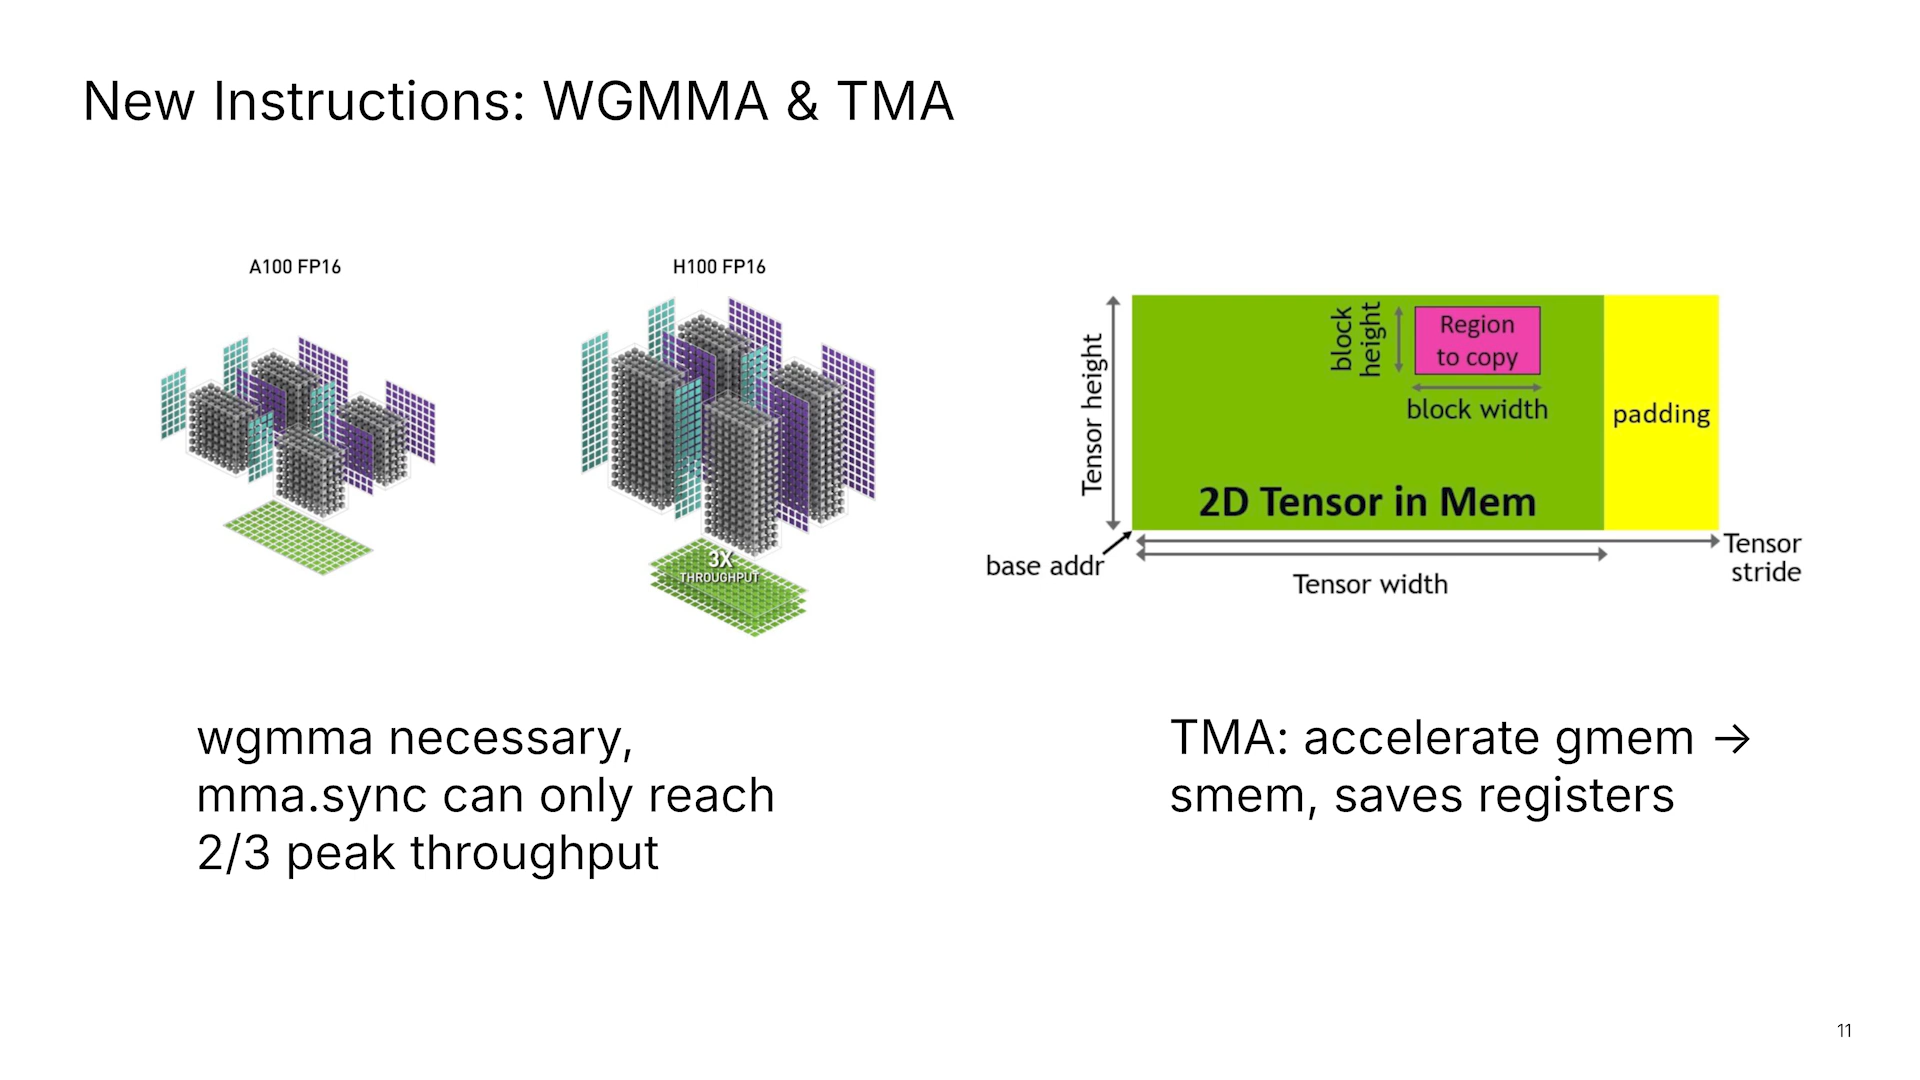 New Instructions: WGMMA & TMA
A100 FP16
H100 FP16
3X
THROUGHPUT
Tensor height
block
height
Region
to copy
block width
padding
2D Tensor in Mem
base addr
Tensor width
Tensor
stride
wgmma necessary,
mma.sync can only reach
2/3 peak throughput
TMA: accelerate gmem →
smem, saves registers
11